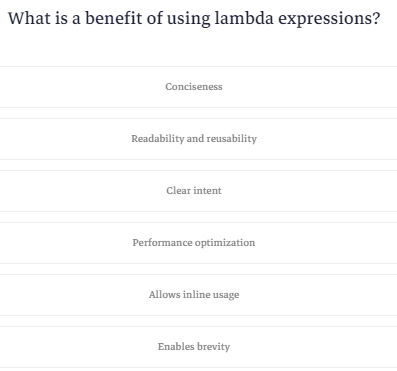 What is a benefit of using lambda expressions?
Conciseness
Readability and reusability
Clear intent
Performance optimization
Allows inline usage
Enables brevity